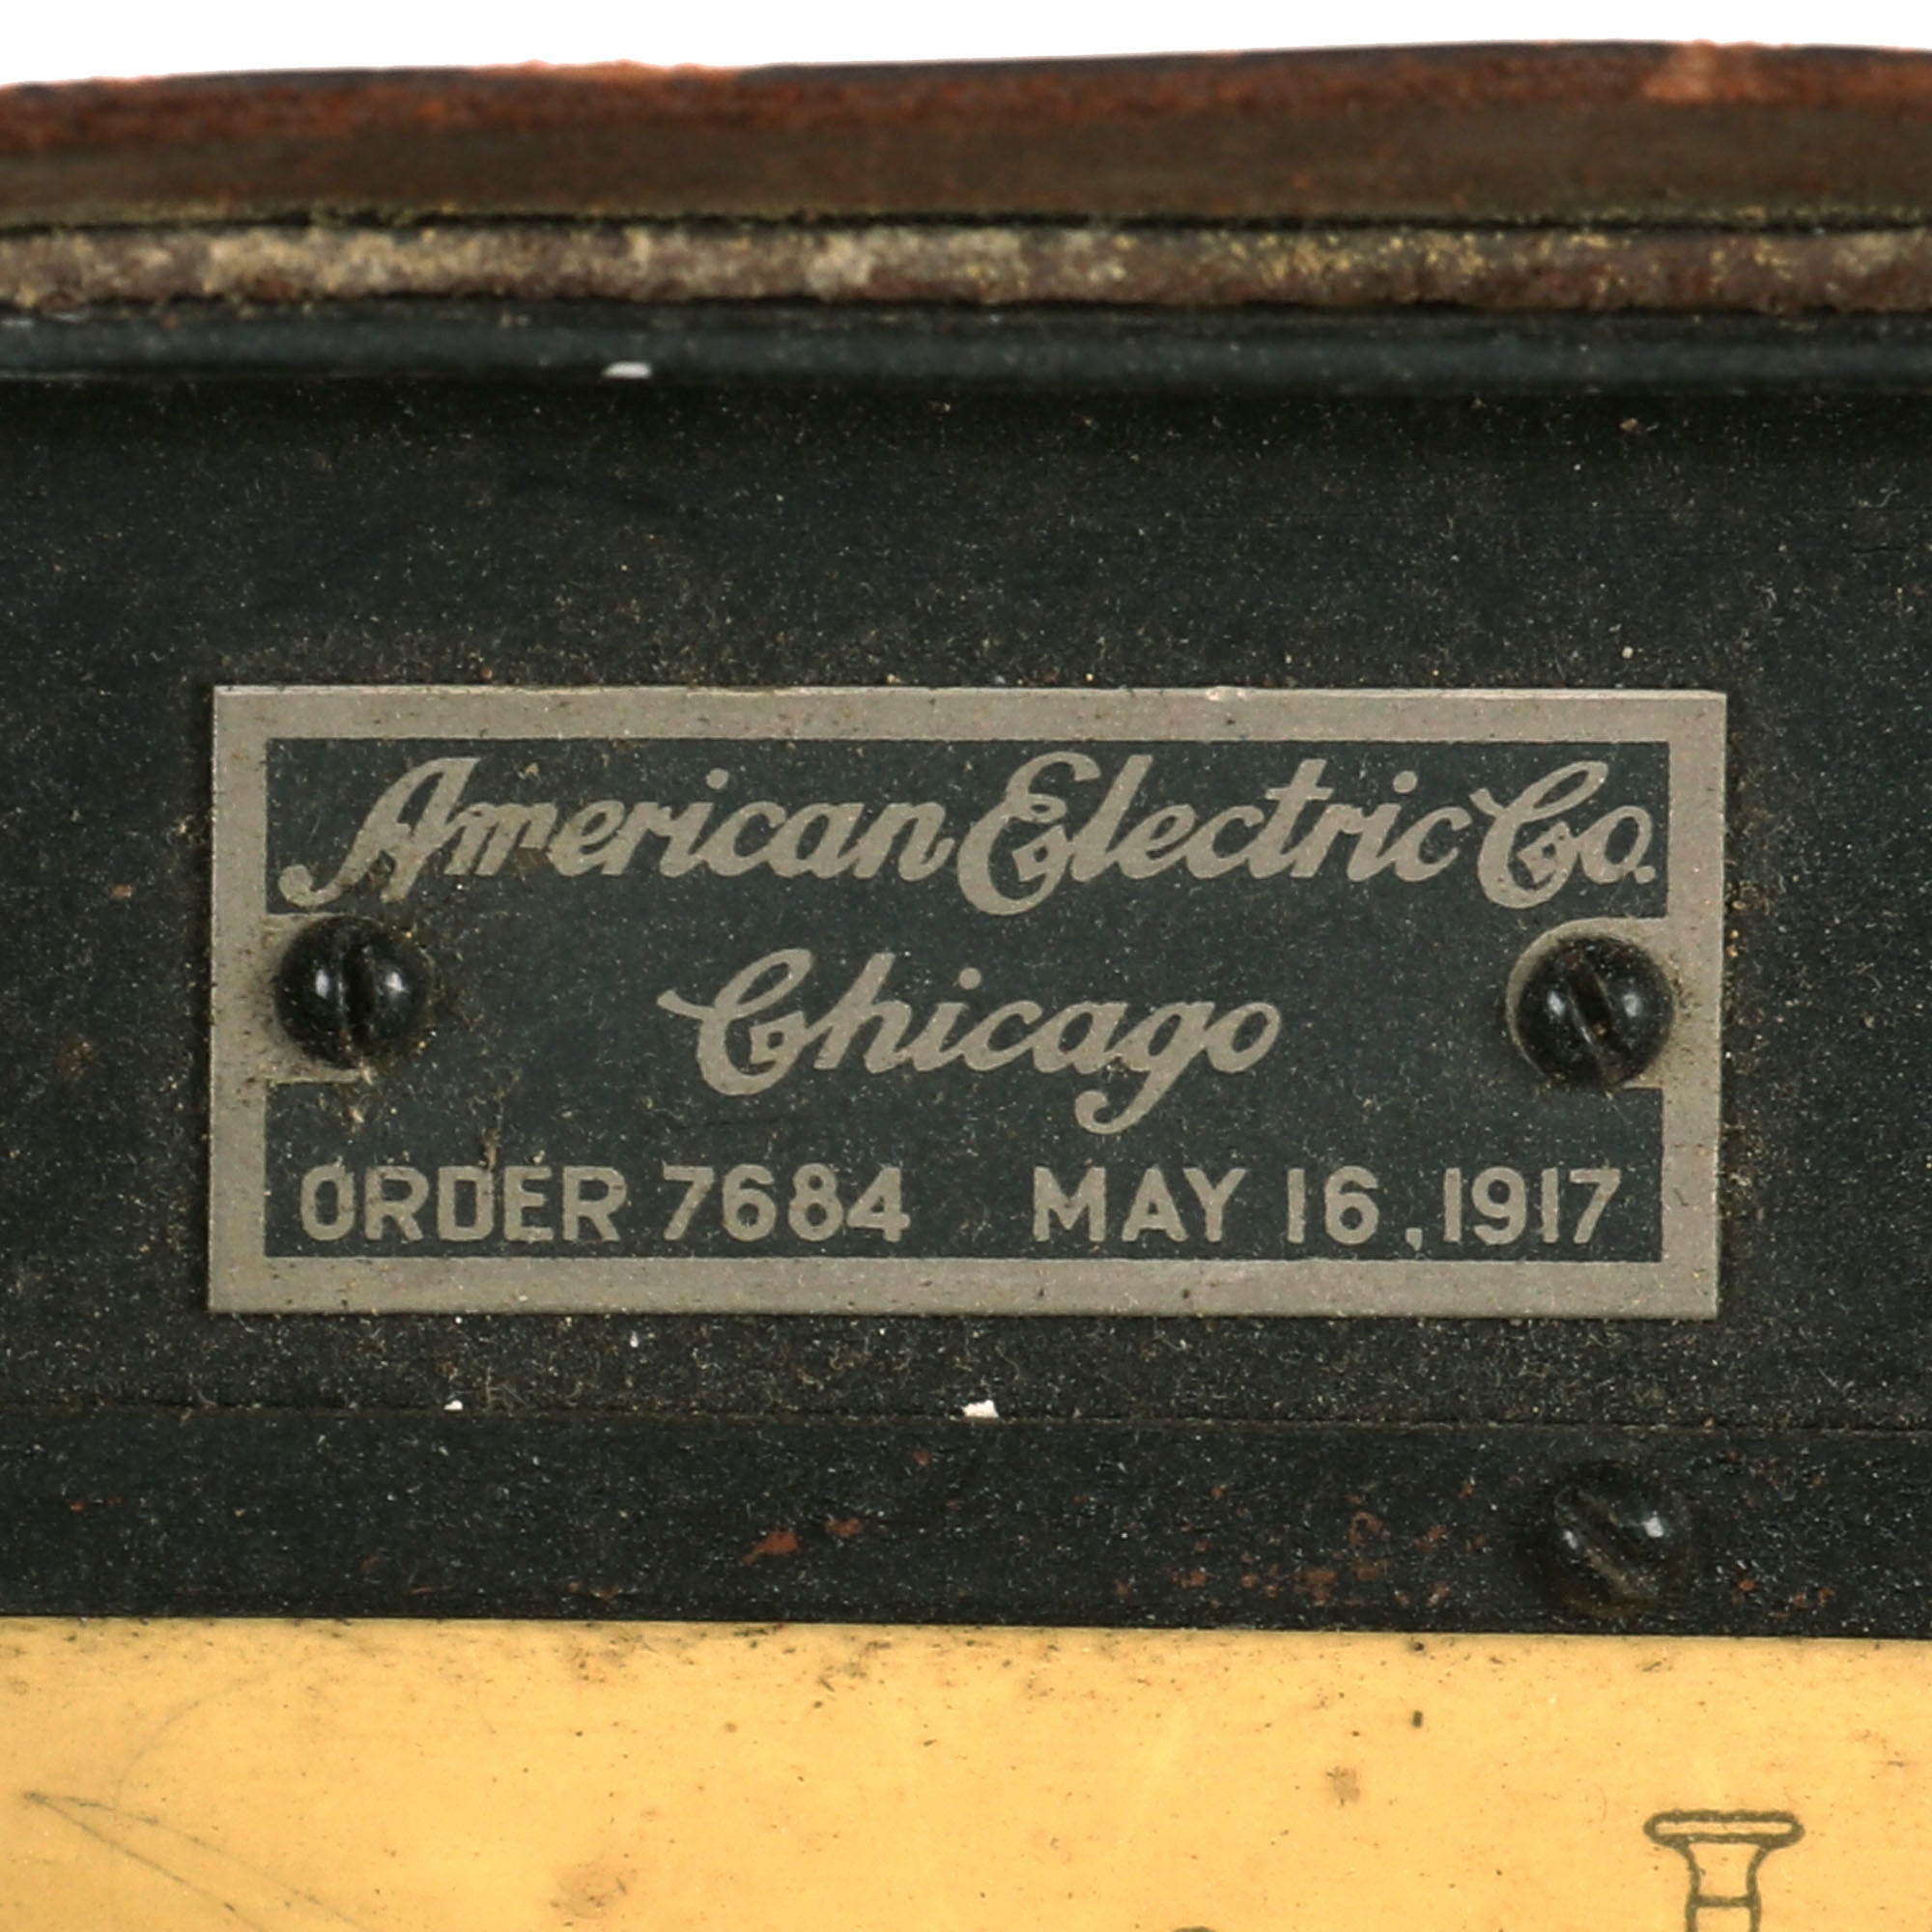 American Electric Co.
Chicago
ORDER 7684 MAY 16, 1917